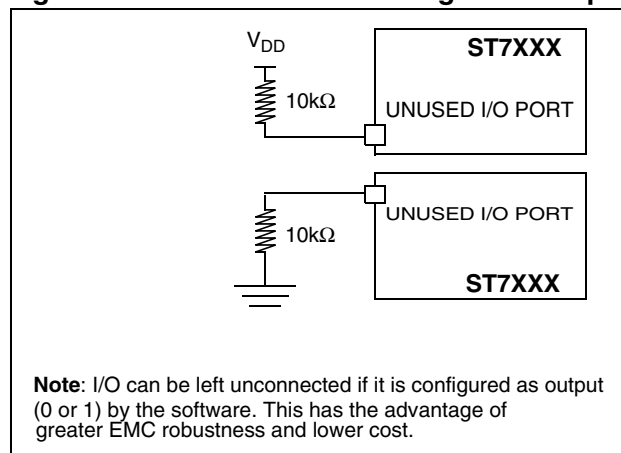 V_DD
ST7XXX
10kΩ
UNUSED I/O PORT
UNUSED I/O PORT
10kΩ
ST7XXX
Note: I/O can be left unconnected if it is configured as output
(0 or 1) by the software. This has the advantage of
greater EMC robustness and lower cost.